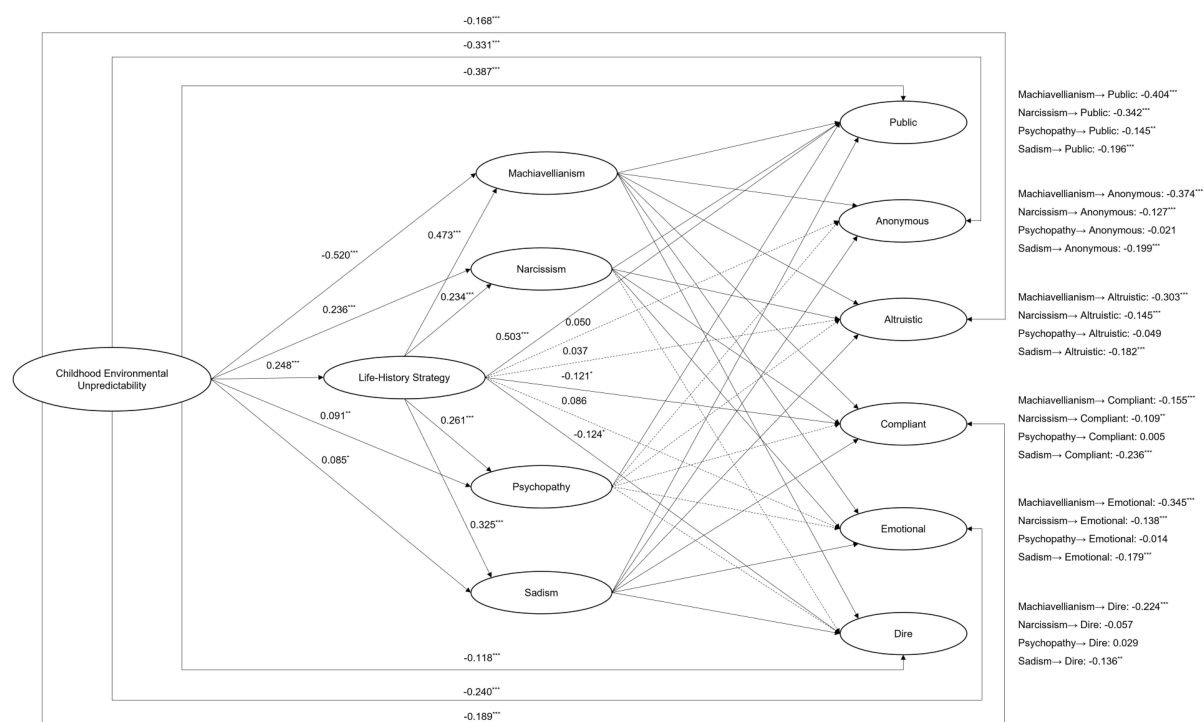 -0.168***
-0.331***
-0.387***
Machiavellianism→ Public: -0.404***
Narcissism→ Public: -0.342***
Psychopathy→ Public: -0.145**
Sadism→ Public: -0.196***
Public
Machiavellianism
Machiavellianism→ Anonymous: -0.374***
Narcissism→ Anonymous: -0.127***
Psychopathy→ Anonymous: -0.021
Sadism→ Anonymous: -0.199***
Anonymous
0.473***
-0.520***
Narcissism
0.236***
0.234***
Machiavellianism→ Altruistic: -0.303***
Narcissism→ Altruistic: -0.145***
Psychopathy→ Altruistic: -0.049
Sadism→ Altruistic: -0.182***
Altruistic
0.503***
0.050
0.037
0.248***
Childhood Environmental
Unpredictability
Life-History Strategy
-0.121*
0.086
0.091**
0.261***
-0.124*
0.085*
Machiavellianism→ Compliant: -0.155***
Narcissism→ Compliant: -0.109**
Psychopathy→ Compliant: 0.005
Sadism→ Compliant: -0.236***
Compliant
Psychopathy
0.325***
Machiavellianism→ Emotional: -0.345***
Narcissism→ Emotional: -0.138***
Psychopathy→ Emotional: -0.014
Sadism→ Emotional: -0.179***
Emotional
Sadism
Machiavellianism→ Dire: -0.224***
Narcissism→ Dire: -0.057
Psychopathy→ Dire: 0.029
Sadism→ Dire: -0.136**
Dire
-0.118***
-0.240***
-0.189***